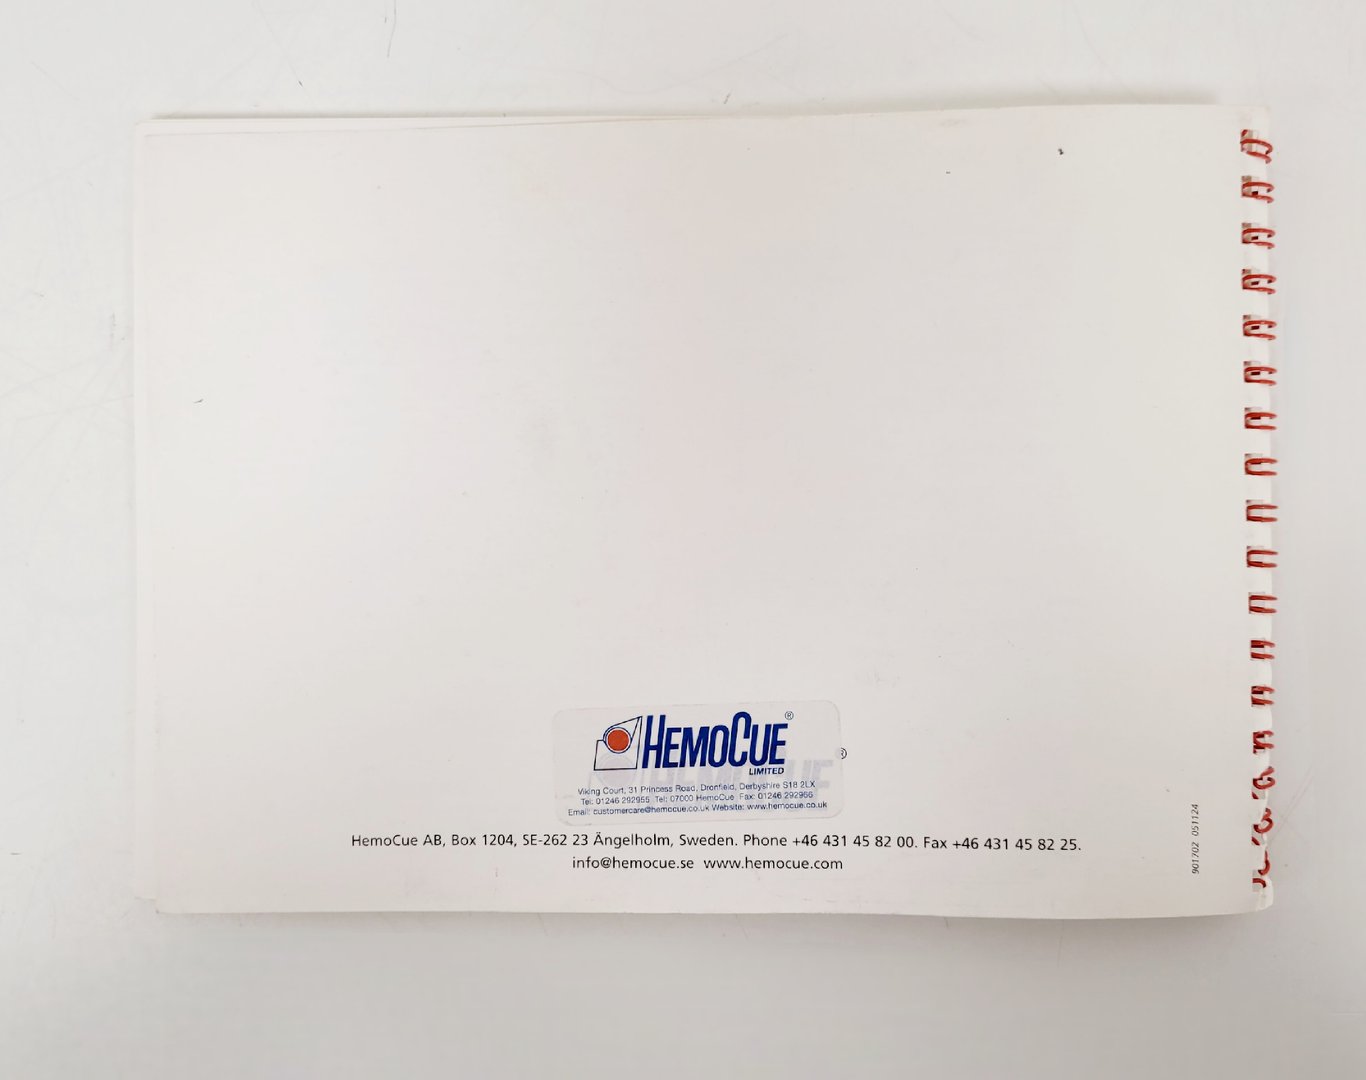 HEMOCUE®
LIMITED
Viking Court, 31 Princess Road, Dronfield, Derbyshire S18 2LX
Tel: 01246 292955 Tel: 07000 HemoCue Fax: 01246 292956
Email: customercare@hemocue.co.uk Website: www.hemocue.co.uk
HEMOCUE®
HemoCue AB, Box 1204, SE-262 23 Ängelholm, Sweden. Phone +46 431 45 82 00. Fax +46 431 45 82 25.
info@hemocue.se www.hemocue.com
901702 051124